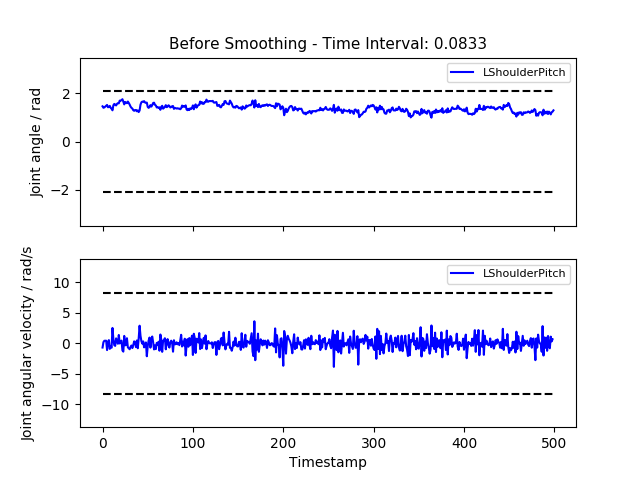 Before Smoothing - Time Interval: 0.0833
LShoulderPitch
Joint angle / rad
2
0
−2
LShoulderPitch
Joint angular velocity / rad/s
10
5
0
−5
−10
0 100 200 300 400 500
Timestamp